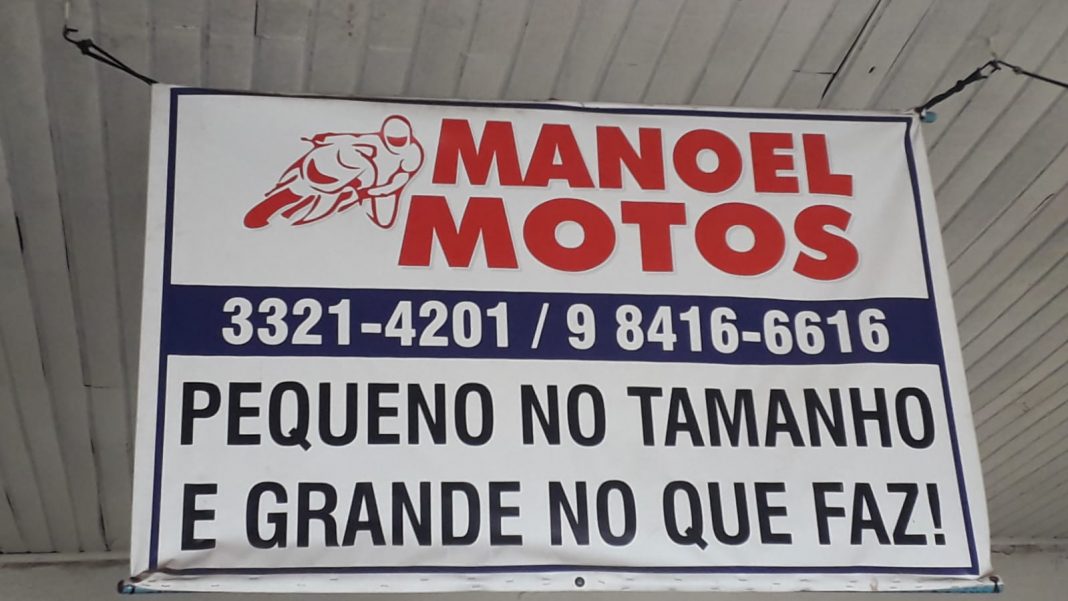 MANOEL
MOTOS
3321-4201 / 9 8416-6616
PEQUENO NO TAMANHO
E GRANDE NO QUE FAZ!